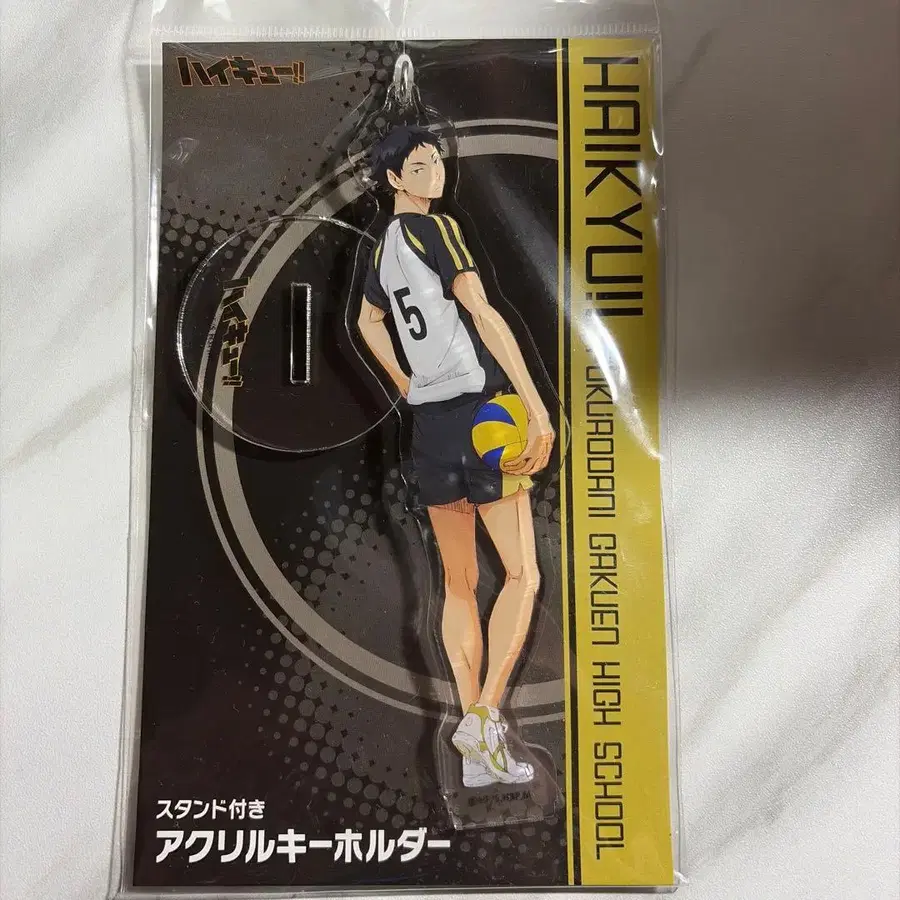 ハイキュー!!
HAIKYU!! FUKURODANI GAKUEN HIGH SCHOOL
ハイキュー!!
5
スタンド付き
アクリルキーホルダー